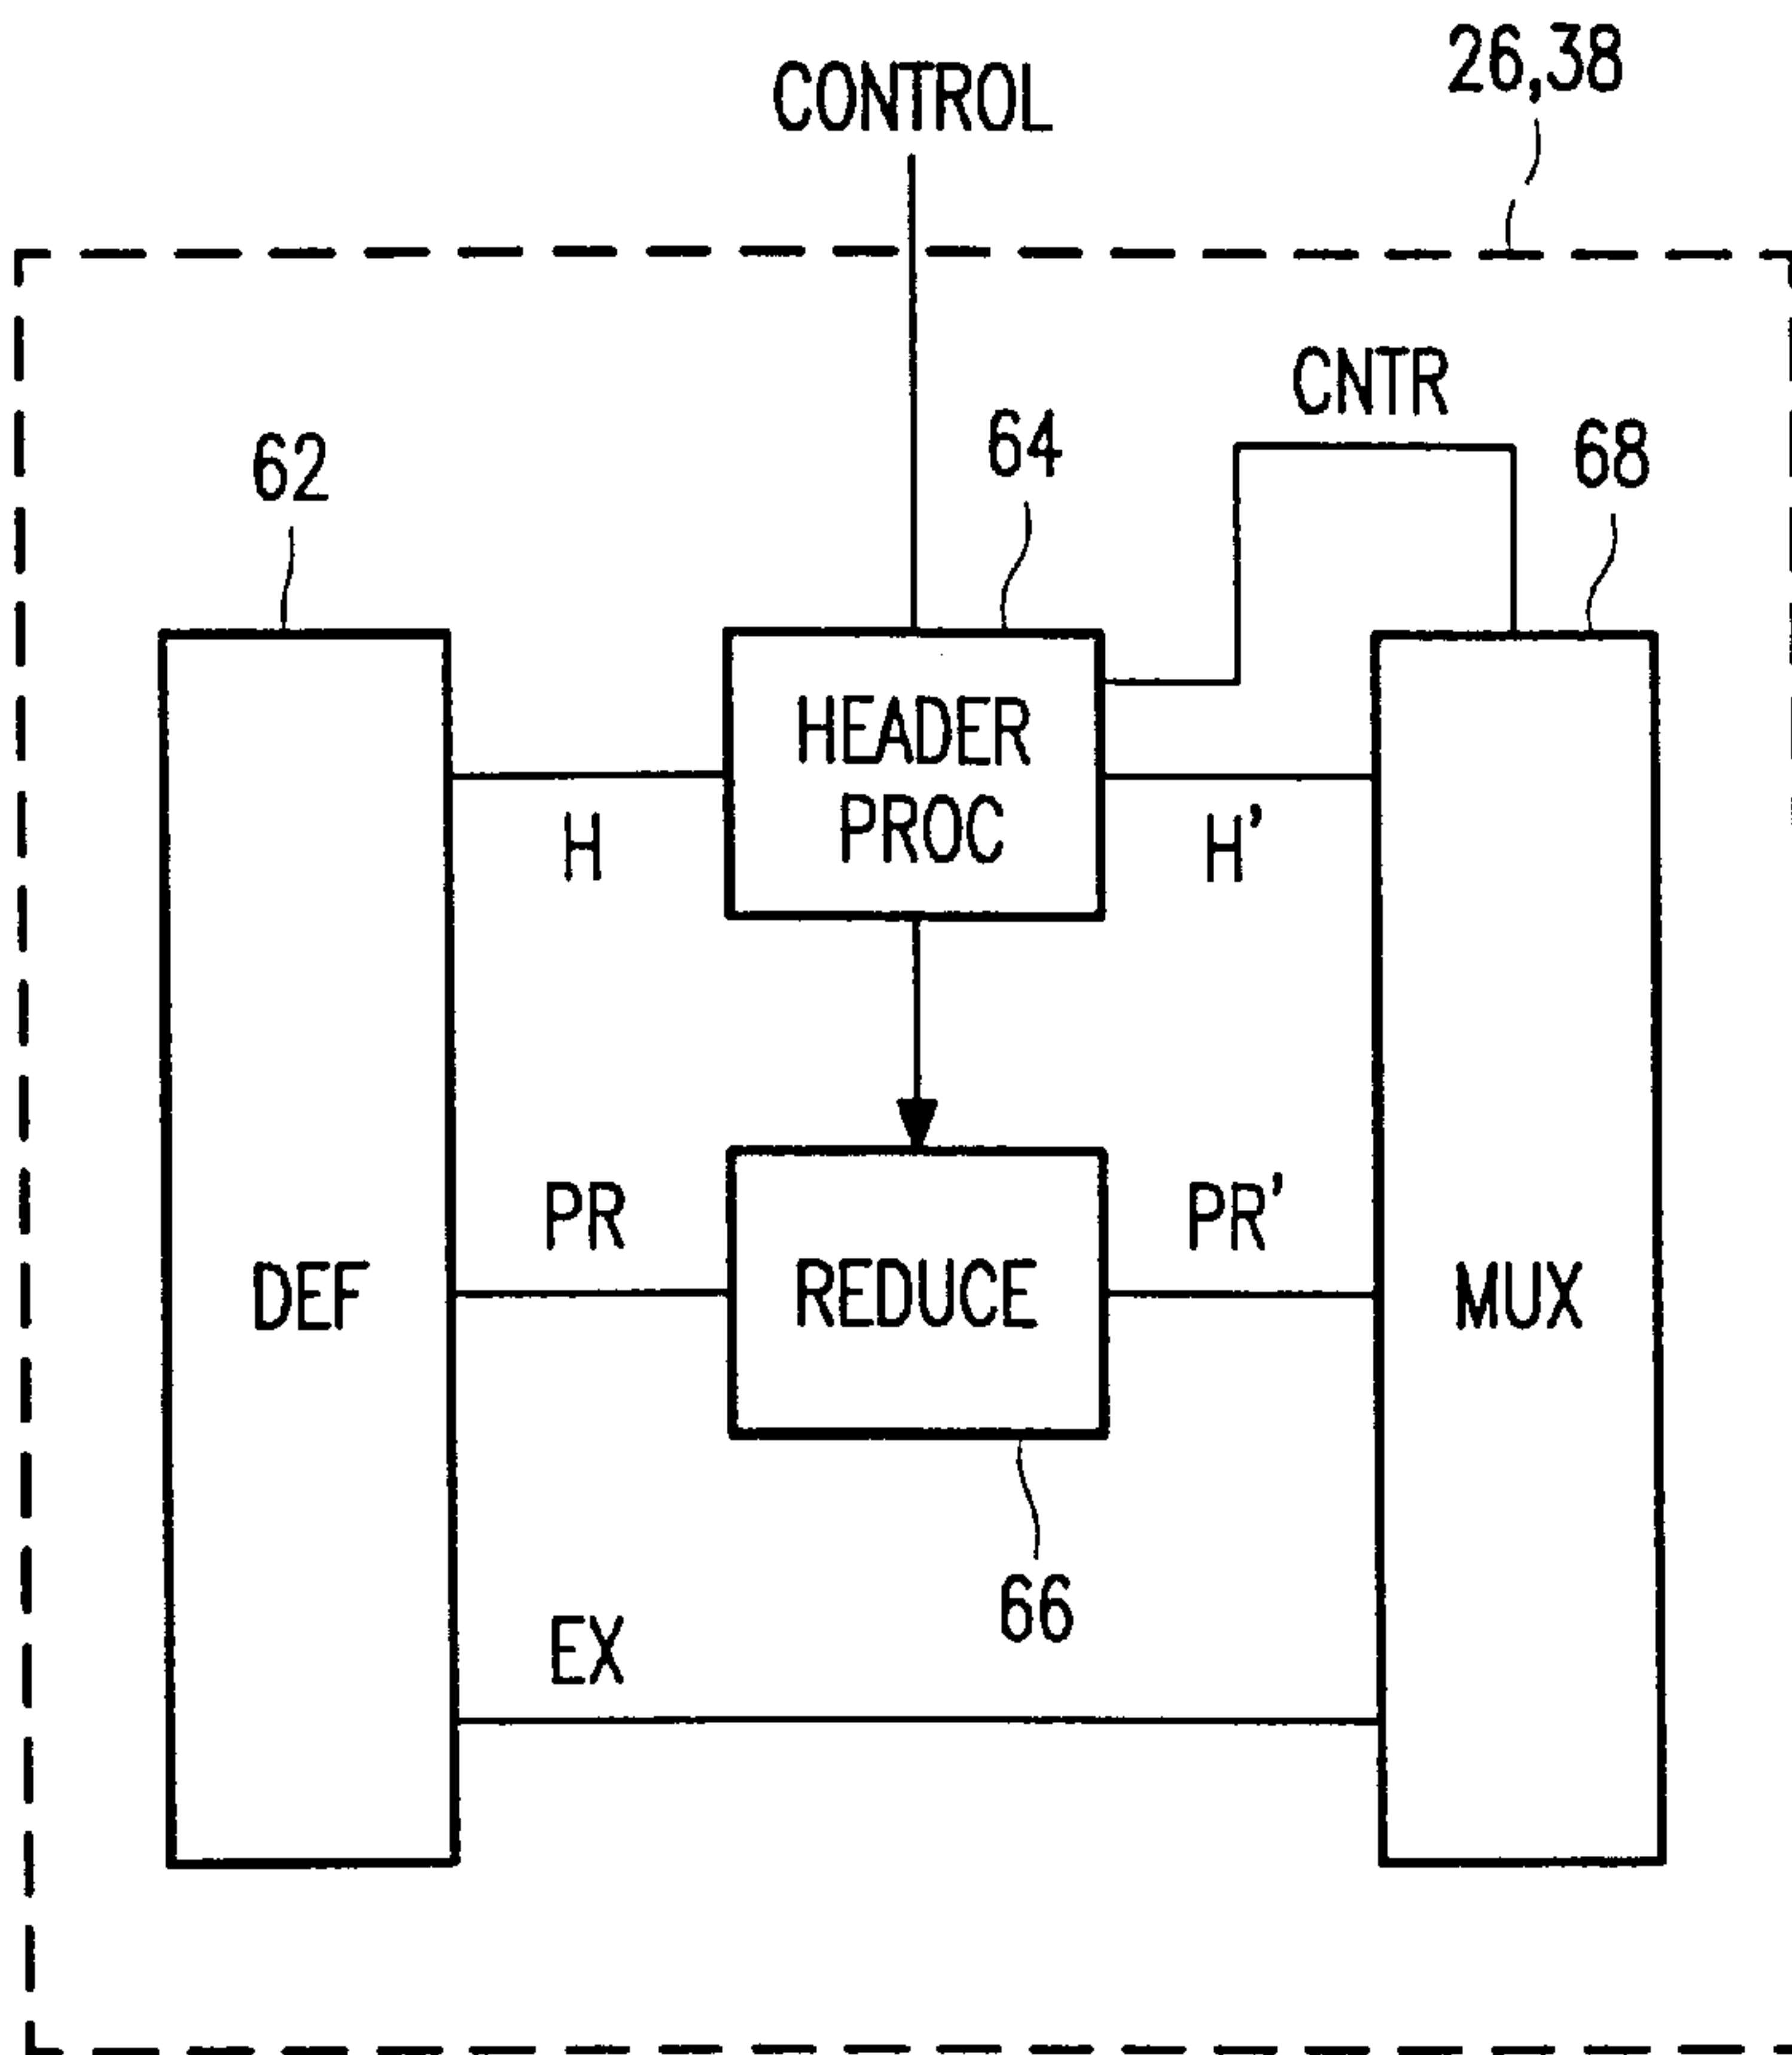 26,38
CONTROL
CNTR
64
68
62
HEADER
PROC
H
H'
PR
PR'
DEF
REDUCE
MUX
66
EX